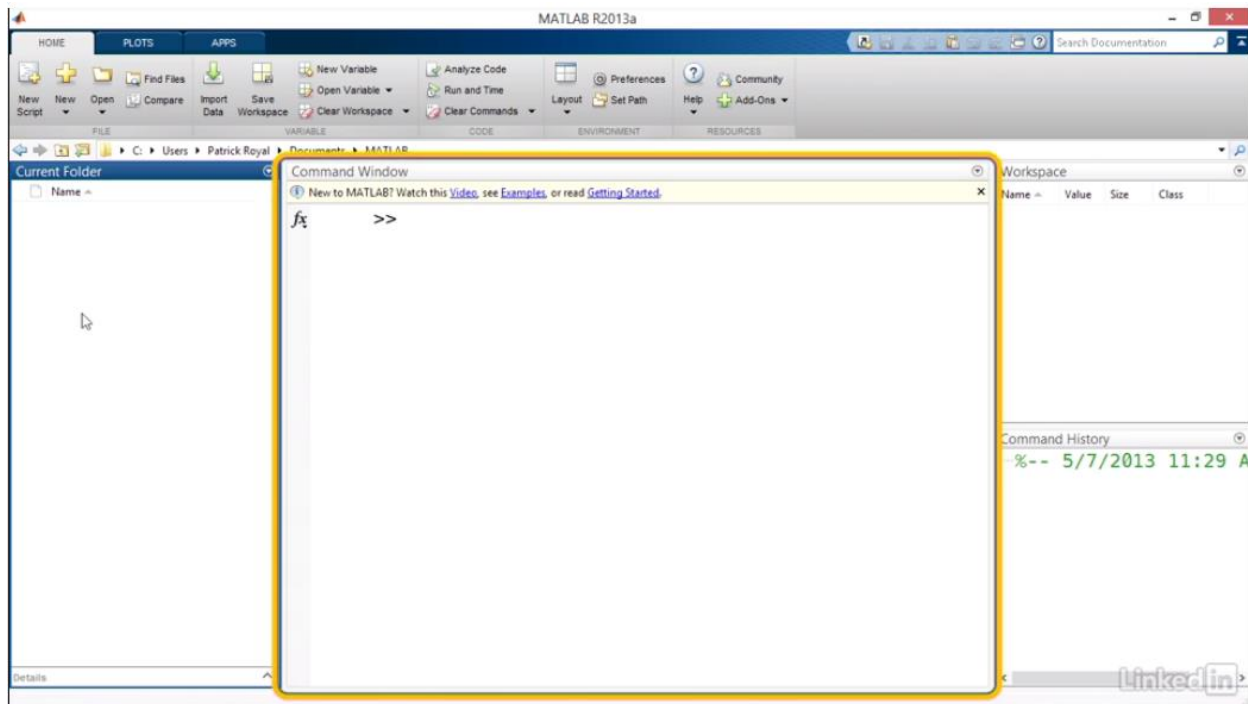 MATLAB R2013a
HOME PLOTS APPS
Search Documentation
New Script
New
Open
Find Files
Compare
Import Data
Save Workspace
New Variable
Open Variable
Clear Workspace
Analyze Code
Run and Time
Clear Commands
Layout
Preferences
Set Path
Help
Community
Add-Ons
FILE VARIABLE CODE ENVIRONMENT RESOURCES
C: Users Patrick Royal Documents MATLAB
Current Folder
Name
Command Window
New to MATLAB? Watch this Video, see Examples, or read Getting Started.
fx >>
Workspace
Name Value Size Class
Command History
%-- 5/7/2013 11:29 A
Details
Linked in